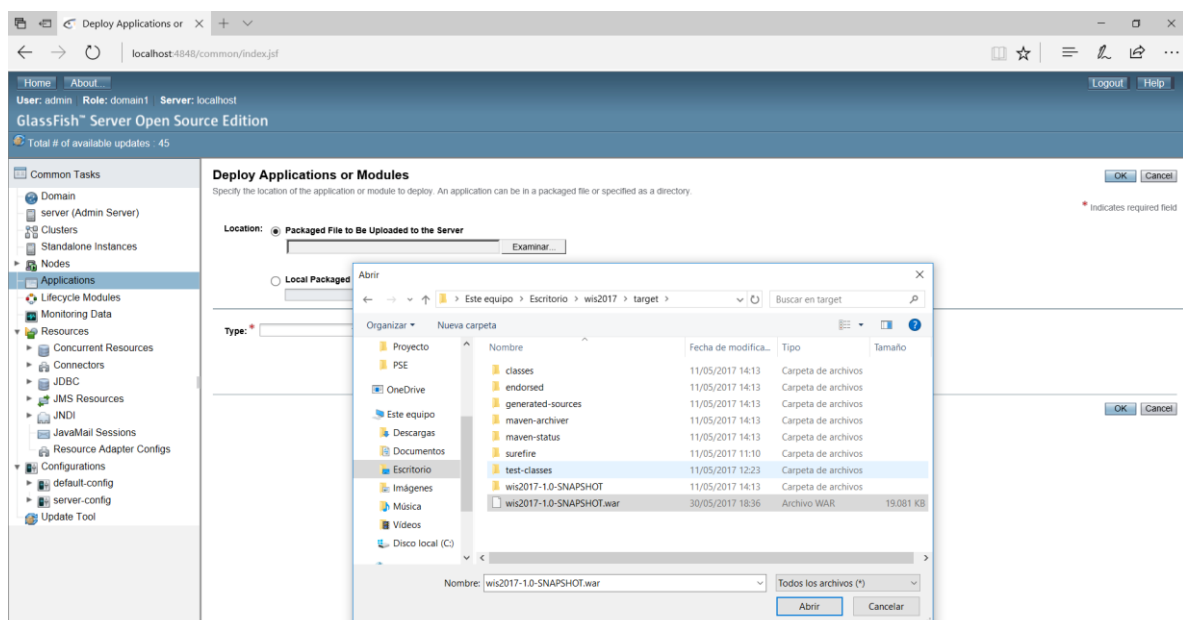 Deploy Applications or
localhost:4848/common/index.jsf
Home About...
Logout Help
User: admin Role: domain1 Server: localhost
GlassFish™ Server Open Source Edition
Total # of available updates : 45
Common Tasks
Domain
server (Admin Server)
Clusters
Standalone Instances
Nodes
Applications
Lifecycle Modules
Monitoring Data
Resources
Concurrent Resources
Connectors
JDBC
JMS Resources
JNDI
JavaMail Sessions
Resource Adapter Configs
Configurations
default-config
server-config
Update Tool
Deploy Applications or Modules
OK Cancel
Specify the location of the application or module to deploy. An application can be in a packaged file or specified as a directory.
* Indicates required field
Location: Packaged File to Be Uploaded to the Server
Examinar...
Local Packaged
Type: *
OK Cancel
Abrir
Este equipo > Escritorio > wis2017 > target >
Buscar en target
Organizar Nueva carpeta
Proyecto
PSE
OneDrive
Este equipo
Descargas
Documentos
Escritorio
Imágenes
Música
Vídeos
Disco local (C:)
Nombre Fecha de modifica... Tipo Tamaño
classes 11/05/2017 14:13 Carpeta de archivos
endorsed 11/05/2017 14:13 Carpeta de archivos
generated-sources 11/05/2017 14:13 Carpeta de archivos
maven-archiver 11/05/2017 14:13 Carpeta de archivos
maven-status 11/05/2017 14:13 Carpeta de archivos
surefire 11/05/2017 11:10 Carpeta de archivos
test-classes 11/05/2017 12:23 Carpeta de archivos
wis2017-1.0-SNAPSHOT 11/05/2017 14:13 Carpeta de archivos
wis2017-1.0-SNAPSHOT.war 30/05/2017 18:36 Archivo WAR 19.081 KB
Nombre: wis2017-1.0-SNAPSHOT.war
Todos los archivos (*)
Abrir Cancelar